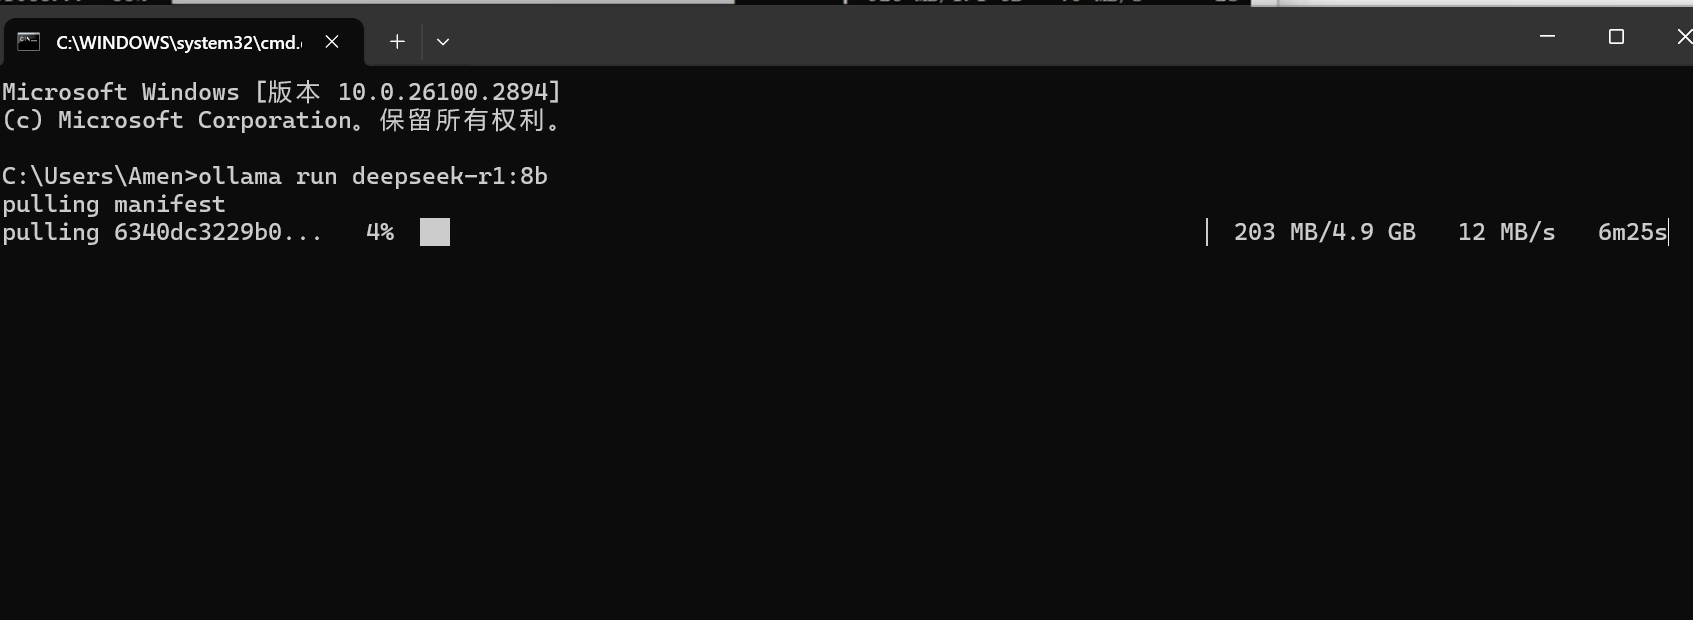 C:\WINDOWS\system32\cmd.
Microsoft Windows [版本 10.0.26100.2894]
(c) Microsoft Corporation。保留所有权利。
C:\Users\Amen>ollama run deepseek-r1:8b
pulling manifest
pulling 6340dc3229b0... 4% 203 MB/4.9 GB 12 MB/s 6m25s